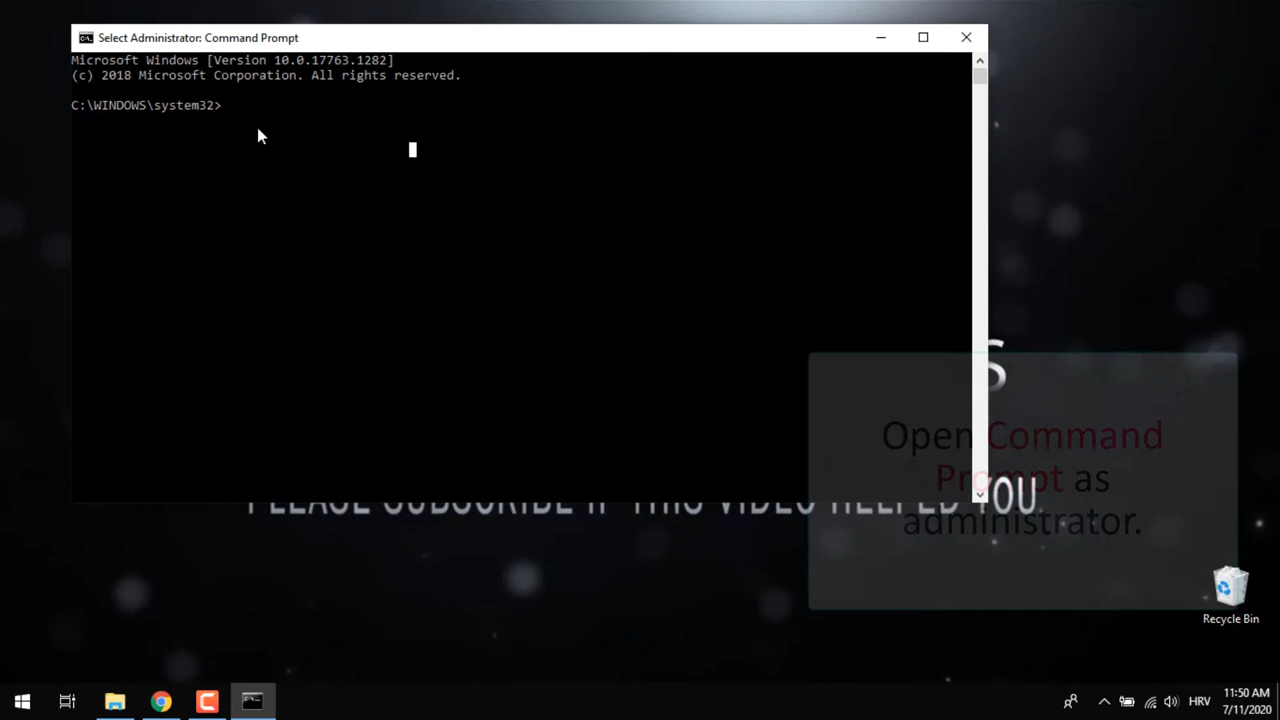 Select Administrator: Command Prompt
Microsoft Windows [Version 10.0.17763.1282]
(c) 2018 Microsoft Corporation. All rights reserved.
C:\WINDOWS\system32>
S
Open Command
Prompt as
administrator.
PLEASE SUBSCRIBE IF THIS VIDEO HELPED YOU.
Recycle Bin
HRV
11:50 AM
7/11/2020